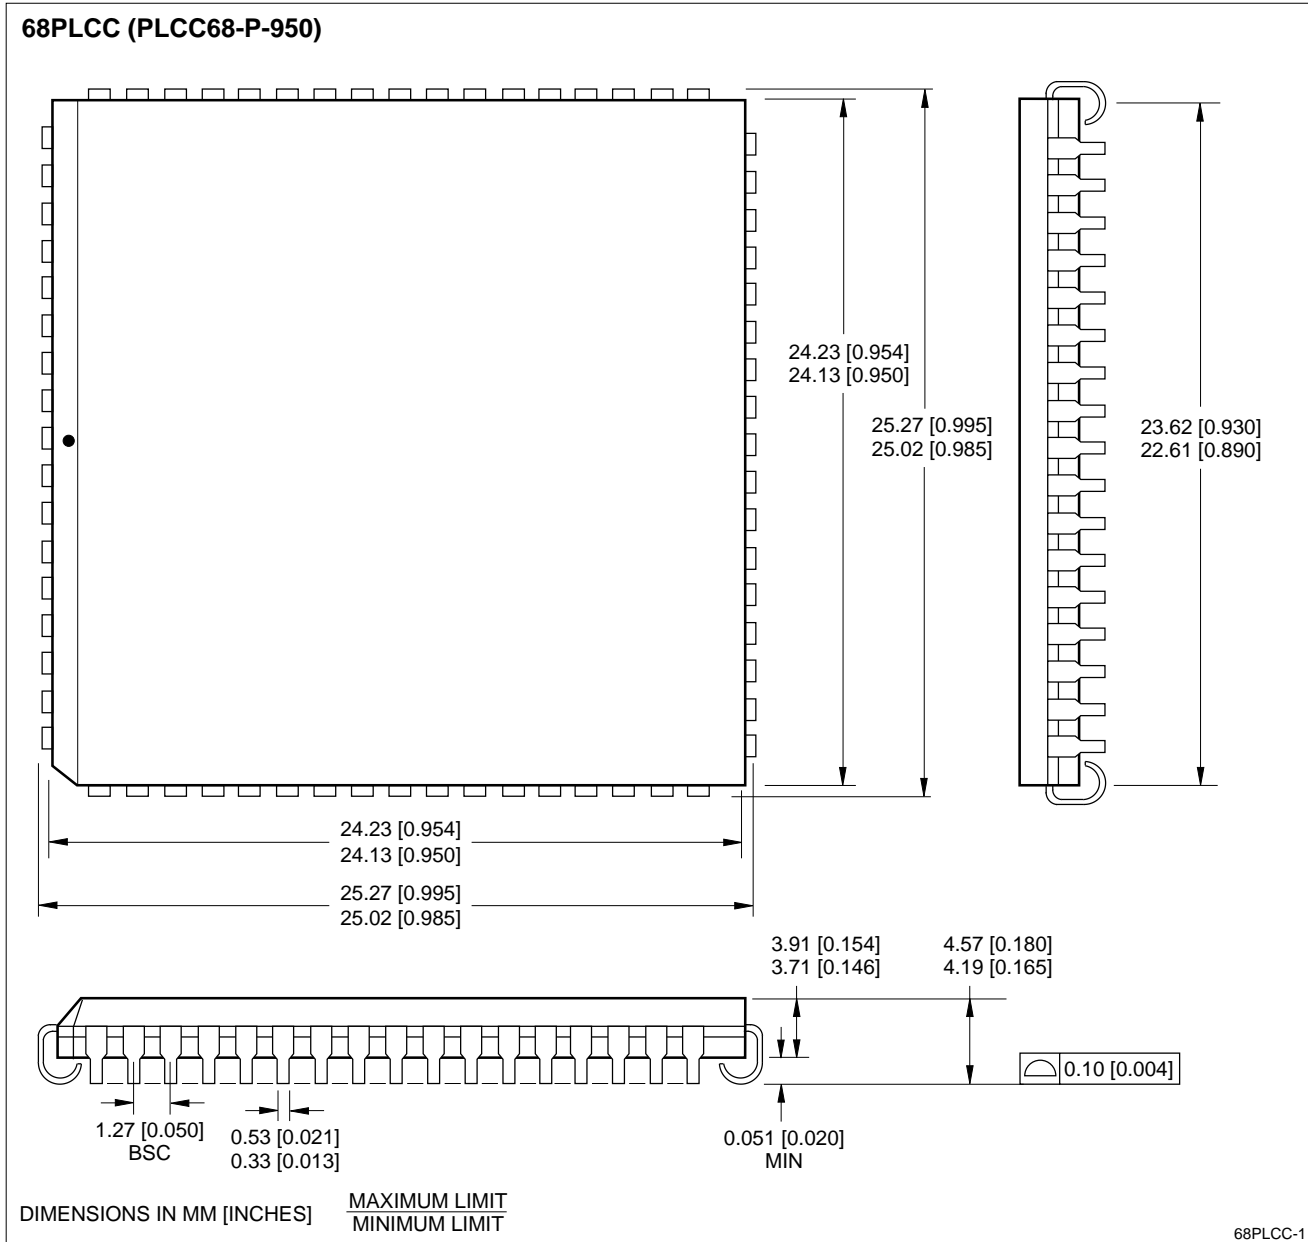 68PLCC (PLCC68-P-950)
24.23 [0.954]
24.13 [0.950]
25.27 [0.995]
25.02 [0.985]
23.62 [0.930]
22.61 [0.890]
24.23 [0.954]
24.13 [0.950]
25.27 [0.995]
25.02 [0.985]
3.91 [0.154]
3.71 [0.146]
4.57 [0.180]
4.19 [0.165]
0.10 [0.004]
1.27 [0.050]
BSC
0.53 [0.021]
0.33 [0.013]
0.051 [0.020]
MIN
DIMENSIONS IN MM [INCHES]
MAXIMUM LIMIT
MINIMUM LIMIT
68PLCC-1